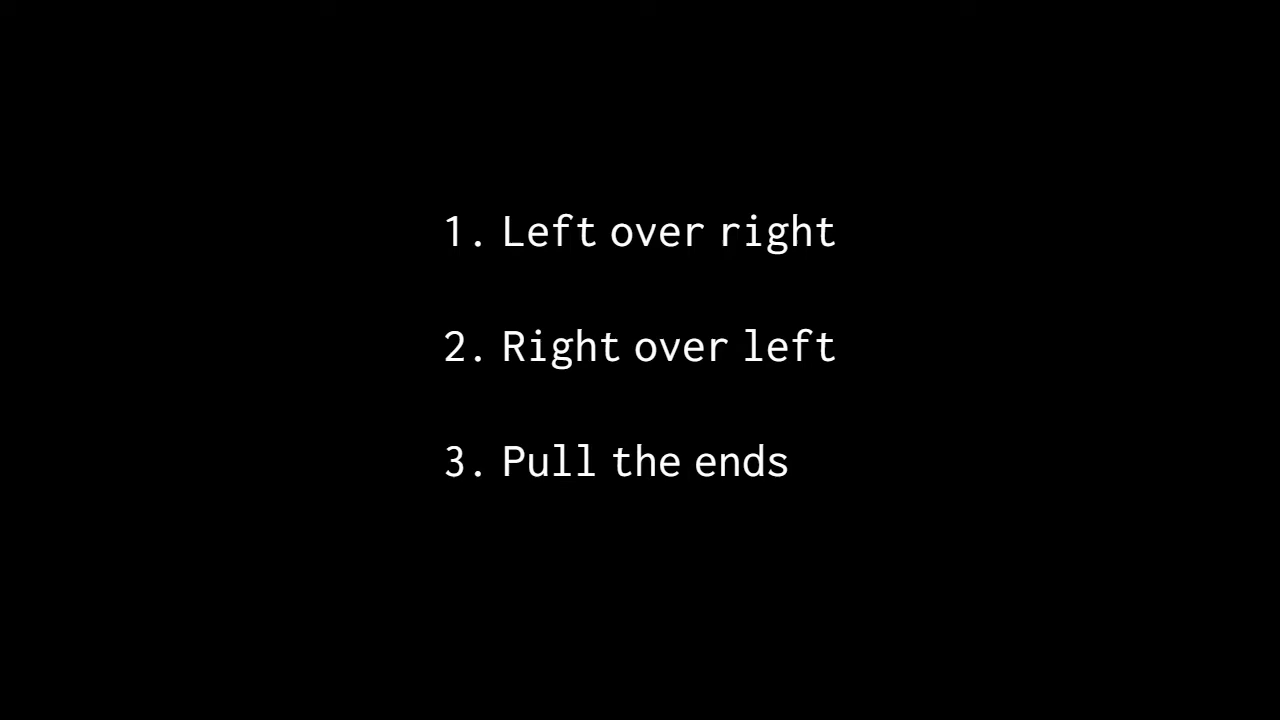 1. Left over right
2. Right over left
3. Pull the ends